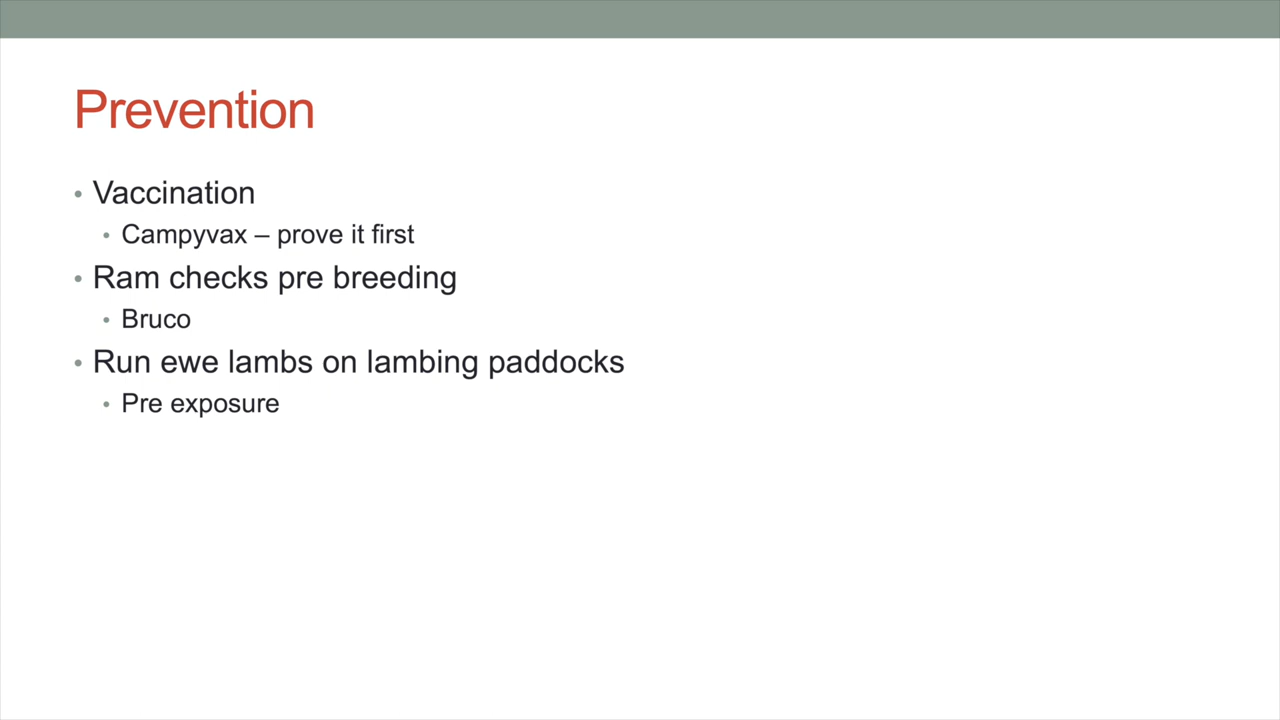 Prevention
• Vaccination
• Campyvax – prove it first
• Ram checks pre breeding
• Bruco
• Run ewe lambs on lambing paddocks
• Pre exposure